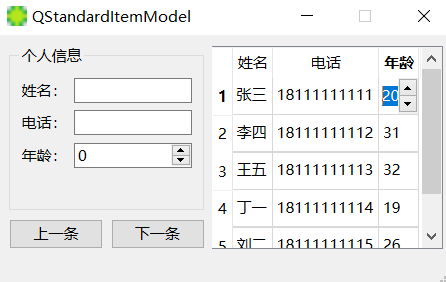 QStandardItemModel
个人信息
姓名：
电话：
年龄： 0
上一条 下一条
姓名 电话 年龄
1 张三 18111111111 20
2 李四 18111111112 31
3 王五 18111111113 32
4 丁一 18111111114 19
5 刘二 18111111115 26